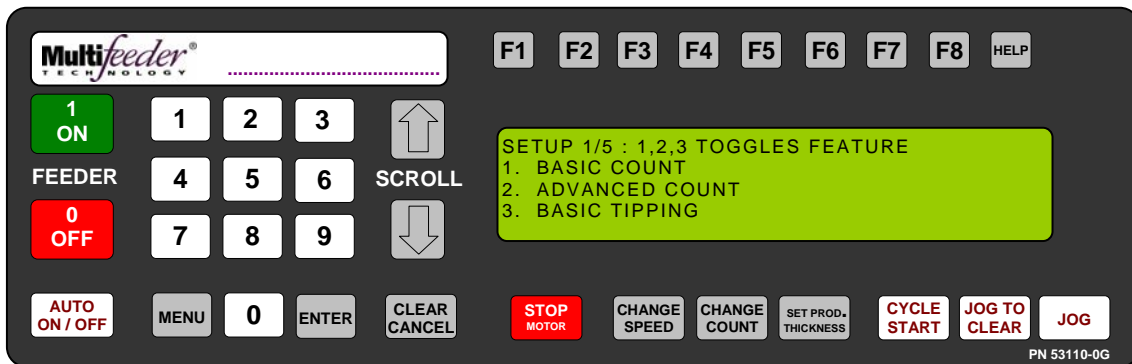 Multifeeder®
TECHNOLOGY
F1 F2 F3 F4 F5 F6 F7 F8 HELP
1
ON
FEEDER
0
OFF
1 2 3
4 5 6
7 8 9
SCROLL
SETUP 1/5 : 1,2,3 TOGGLES FEATURE
1. BASIC COUNT
2. ADVANCED COUNT
3. BASIC TIPPING
AUTO
ON / OFF
MENU
0
ENTER
CLEAR
CANCEL
STOP
MOTOR
CHANGE
SPEED
CHANGE
COUNT
SET PROD.
THICKNESS
CYCLE
START
JOG TO
CLEAR
JOG
PN 53110-0G